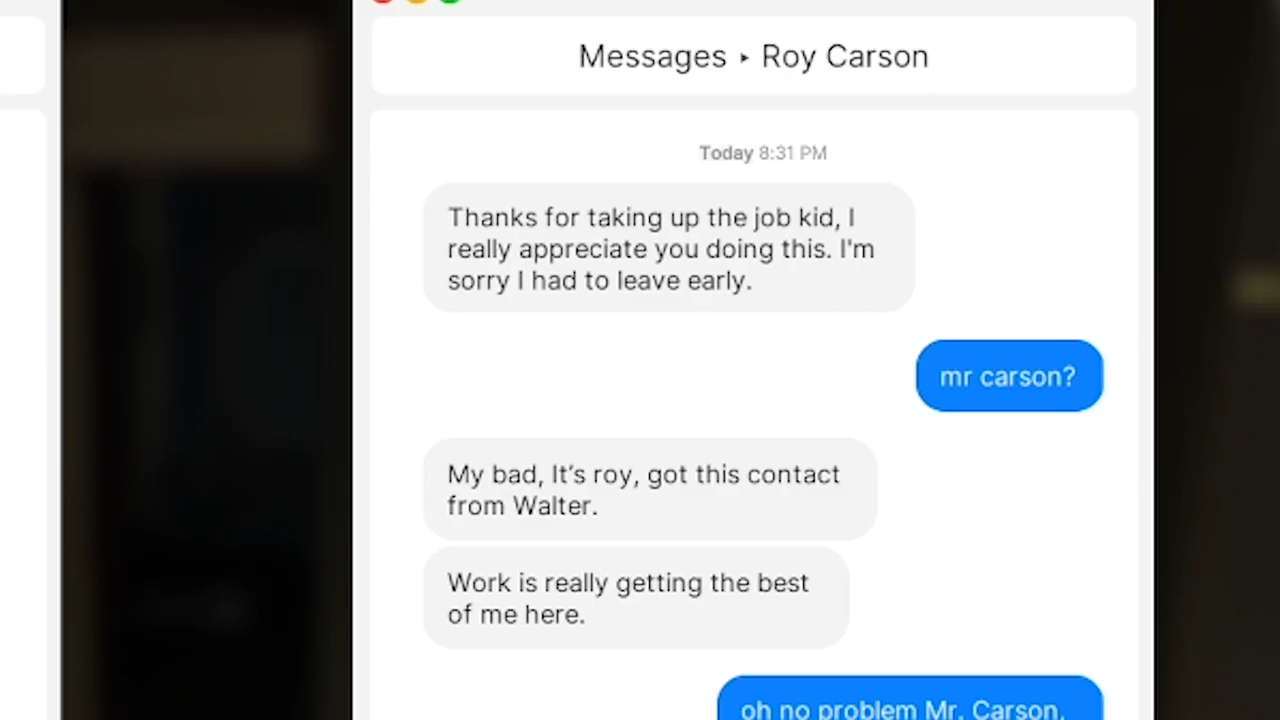 Messages ▸ Roy Carson
Today 8:31 PM
Thanks for taking up the job kid, I
really appreciate you doing this. I'm
sorry I had to leave early.
mr carson?
My bad, It’s roy, got this contact
from Walter.
Work is really getting the best
of me here.
oh no problem Mr. Carson.